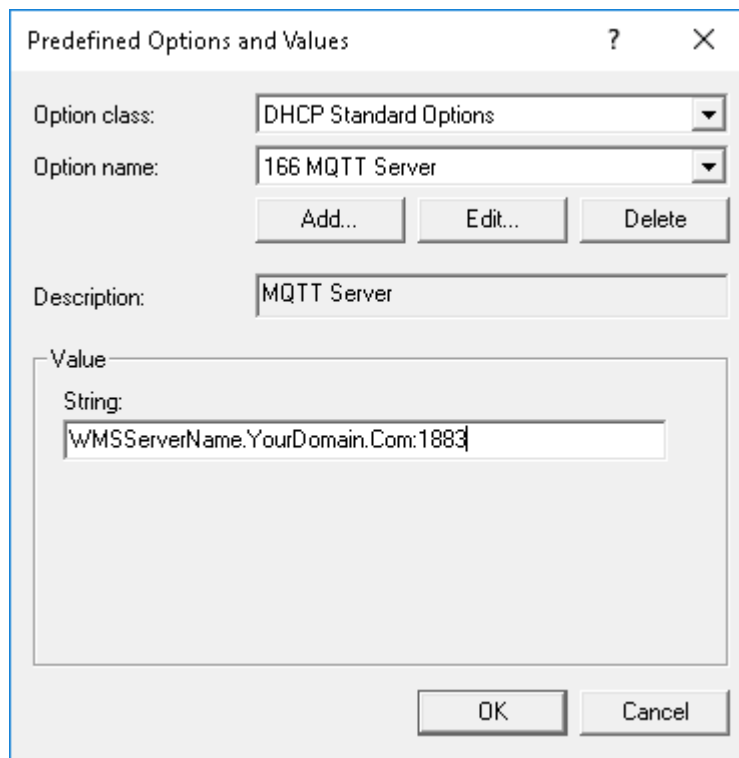 Predefined Options and Values ? X
Option class: DHCP Standard Options
Option name: 166 MQTT Server
Add... Edit... Delete
Description: MQTT Server
Value
String:
WMSServerName.YourDomain.Com:1883
OK Cancel